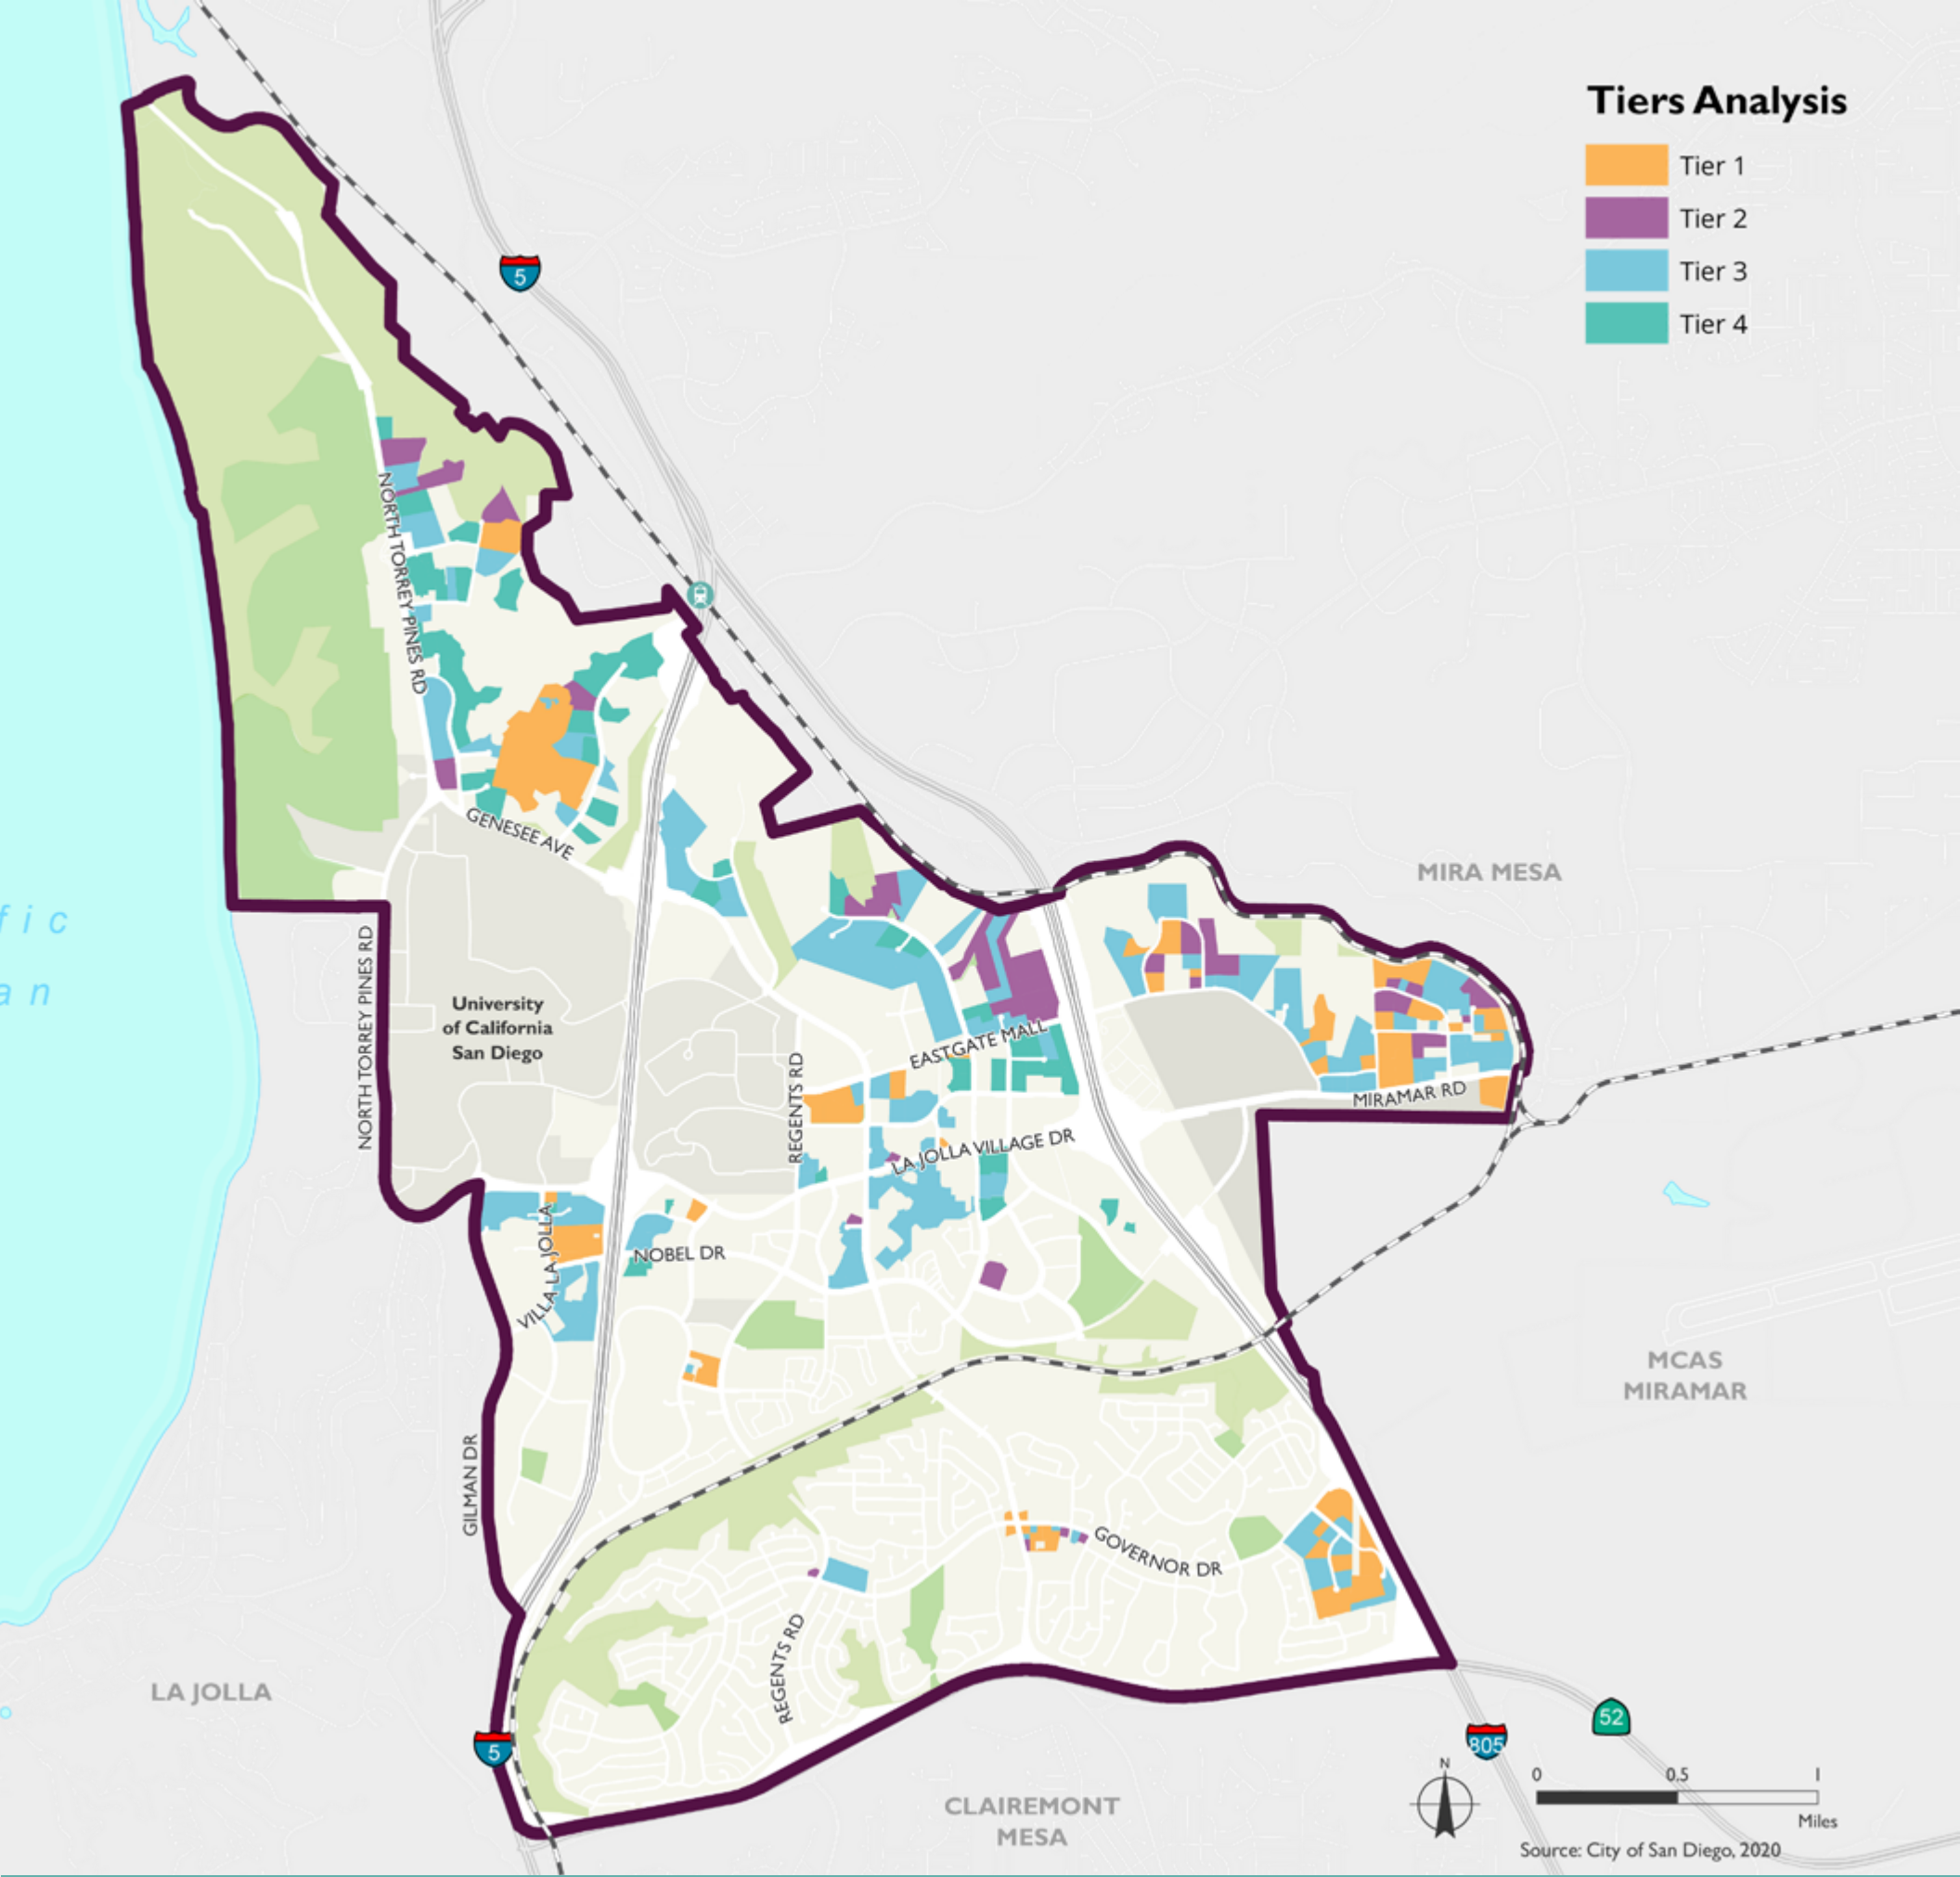 Tiers Analysis
Tier 1
Tier 2
Tier 3
Tier 4
5
NORTH TORREY PINES RD
GENESEE AVE
MIRA MESA
fic
an
NORTH TORREY PINES RD
University
of California
San Diego
REGENTS RD
EASTGATE MALL
MIRAMAR RD
LA JOLLA VILLAGE DR
VILLA LA JOLLA
NOBEL DR
MCAS
MIRAMAR
GILMAN DR
GOVERNOR DR
REGENTS RD
LA JOLLA
5
52
805
CLAIREMONT
MESA
N
0 0.5 1
Miles
Source: City of San Diego, 2020